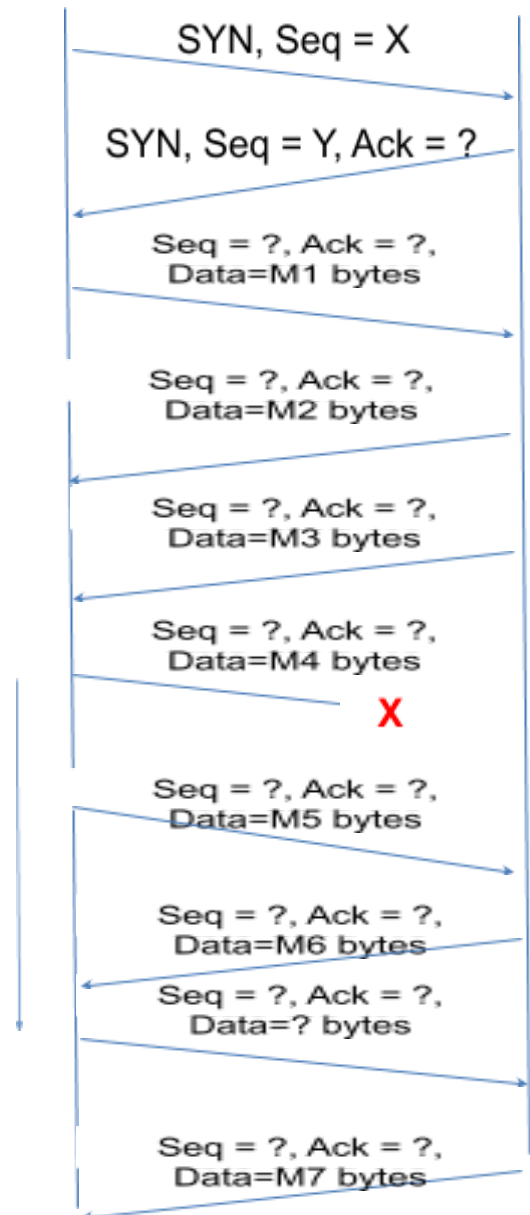 SYN, Seq = X
SYN, Seq = Y, Ack = ?
Seq = ?, Ack = ?,
Data=M1 bytes
Seq = ?, Ack = ?,
Data=M2 bytes
Seq = ?, Ack = ?,
Data=M3 bytes
Seq = ?, Ack = ?,
Data=M4 bytes
X
Seq = ?, Ack = ?,
Data=M5 bytes
Seq = ?, Ack = ?,
Data=M6 bytes
Seq = ?, Ack = ?,
Data=? bytes
Seq = ?, Ack = ?,
Data=M7 bytes